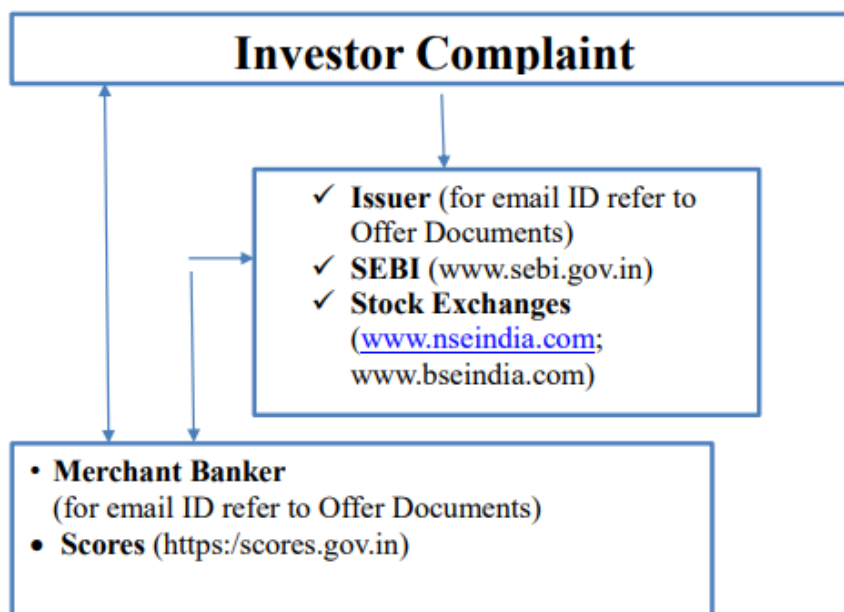 Investor Complaint
✓ Issuer (for email ID refer to
Offer Documents)
✓ SEBI (www.sebi.gov.in)
✓ Stock Exchanges
(www.nseindia.com;
www.bseindia.com)
• Merchant Banker
(for email ID refer to Offer Documents)
• Scores (https:/scores.gov.in)